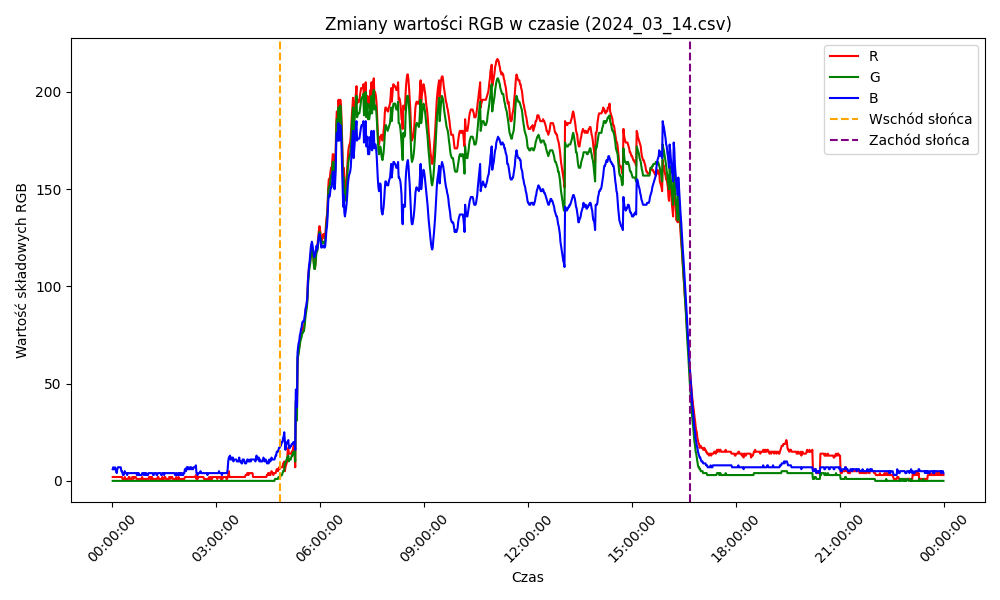 Zmiany wartości RGB w czasie (2024_03_14.csv)
R
G
B
Wschód słońca
Zachód słońca
Wartość składowych RGB
200
150
100
50
0
00:00:00
03:00:00
06:00:00
09:00:00
12:00:00
15:00:00
18:00:00
21:00:00
00:00:00
Czas